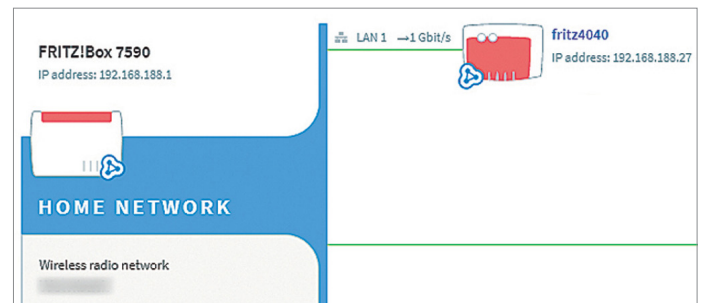 FRITZ!Box 7590
IP address: 192.168.188.1
HOME NETWORK
Wireless radio network
LAN 1 →1 Gbit/s
fritz4040
IP address: 192.168.188.27